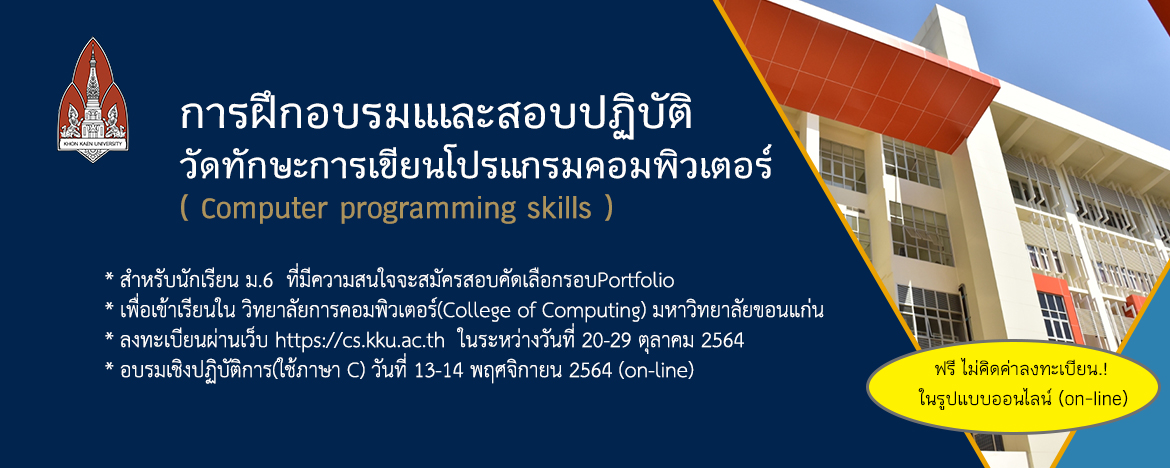 KHON KAEN UNIVERSITY
การฝึกอบรมและสอบปฏิบัติ
วัดทักษะการเขียนโปรแกรมคอมพิวเตอร์
( Computer programming skills )
* สำหรับนักเรียน ม.6 ที่มีความสนใจจะสมัครสอบคัดเลือกรอบPortfolio
* เพื่อเข้าเรียนใน วิทยาลัยการคอมพิวเตอร์(College of Computing) มหาวิทยาลัยขอนแก่น
* ลงทะเบียนผ่านเว็บ https://cs.kku.ac.th ในระหว่างวันที่ 20-29 ตุลาคม 2564
* อบรมเชิงปฏิบัติการ(ใช้ภาษา C) วันที่ 13-14 พฤศจิกายน 2564 (on-line)
ฟรี ไม่คิดค่าลงทะเบียน.!
ในรูปแบบออนไลน์ (on-line)